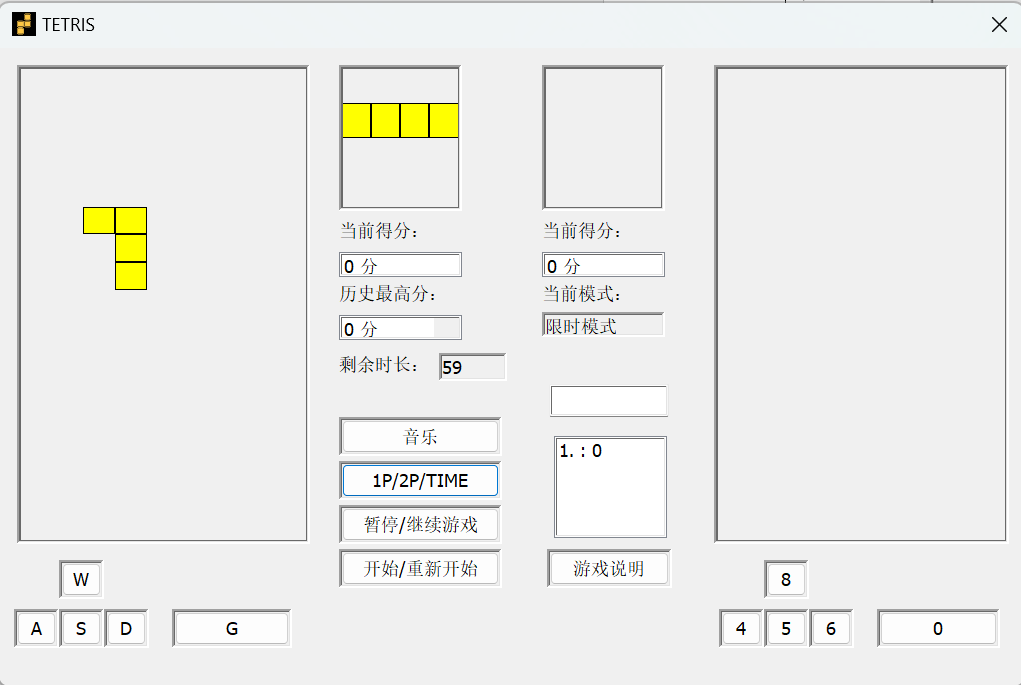 TETRIS
当前得分:
0 分
历史最高分:
0 分
剩余时长:
59
音乐
1P/2P/TIME
暂停/继续游戏
开始/重新开始
当前得分:
0 分
当前模式:
限时模式
1. : 0
游戏说明
W
A S D G
8
4 5 6 0